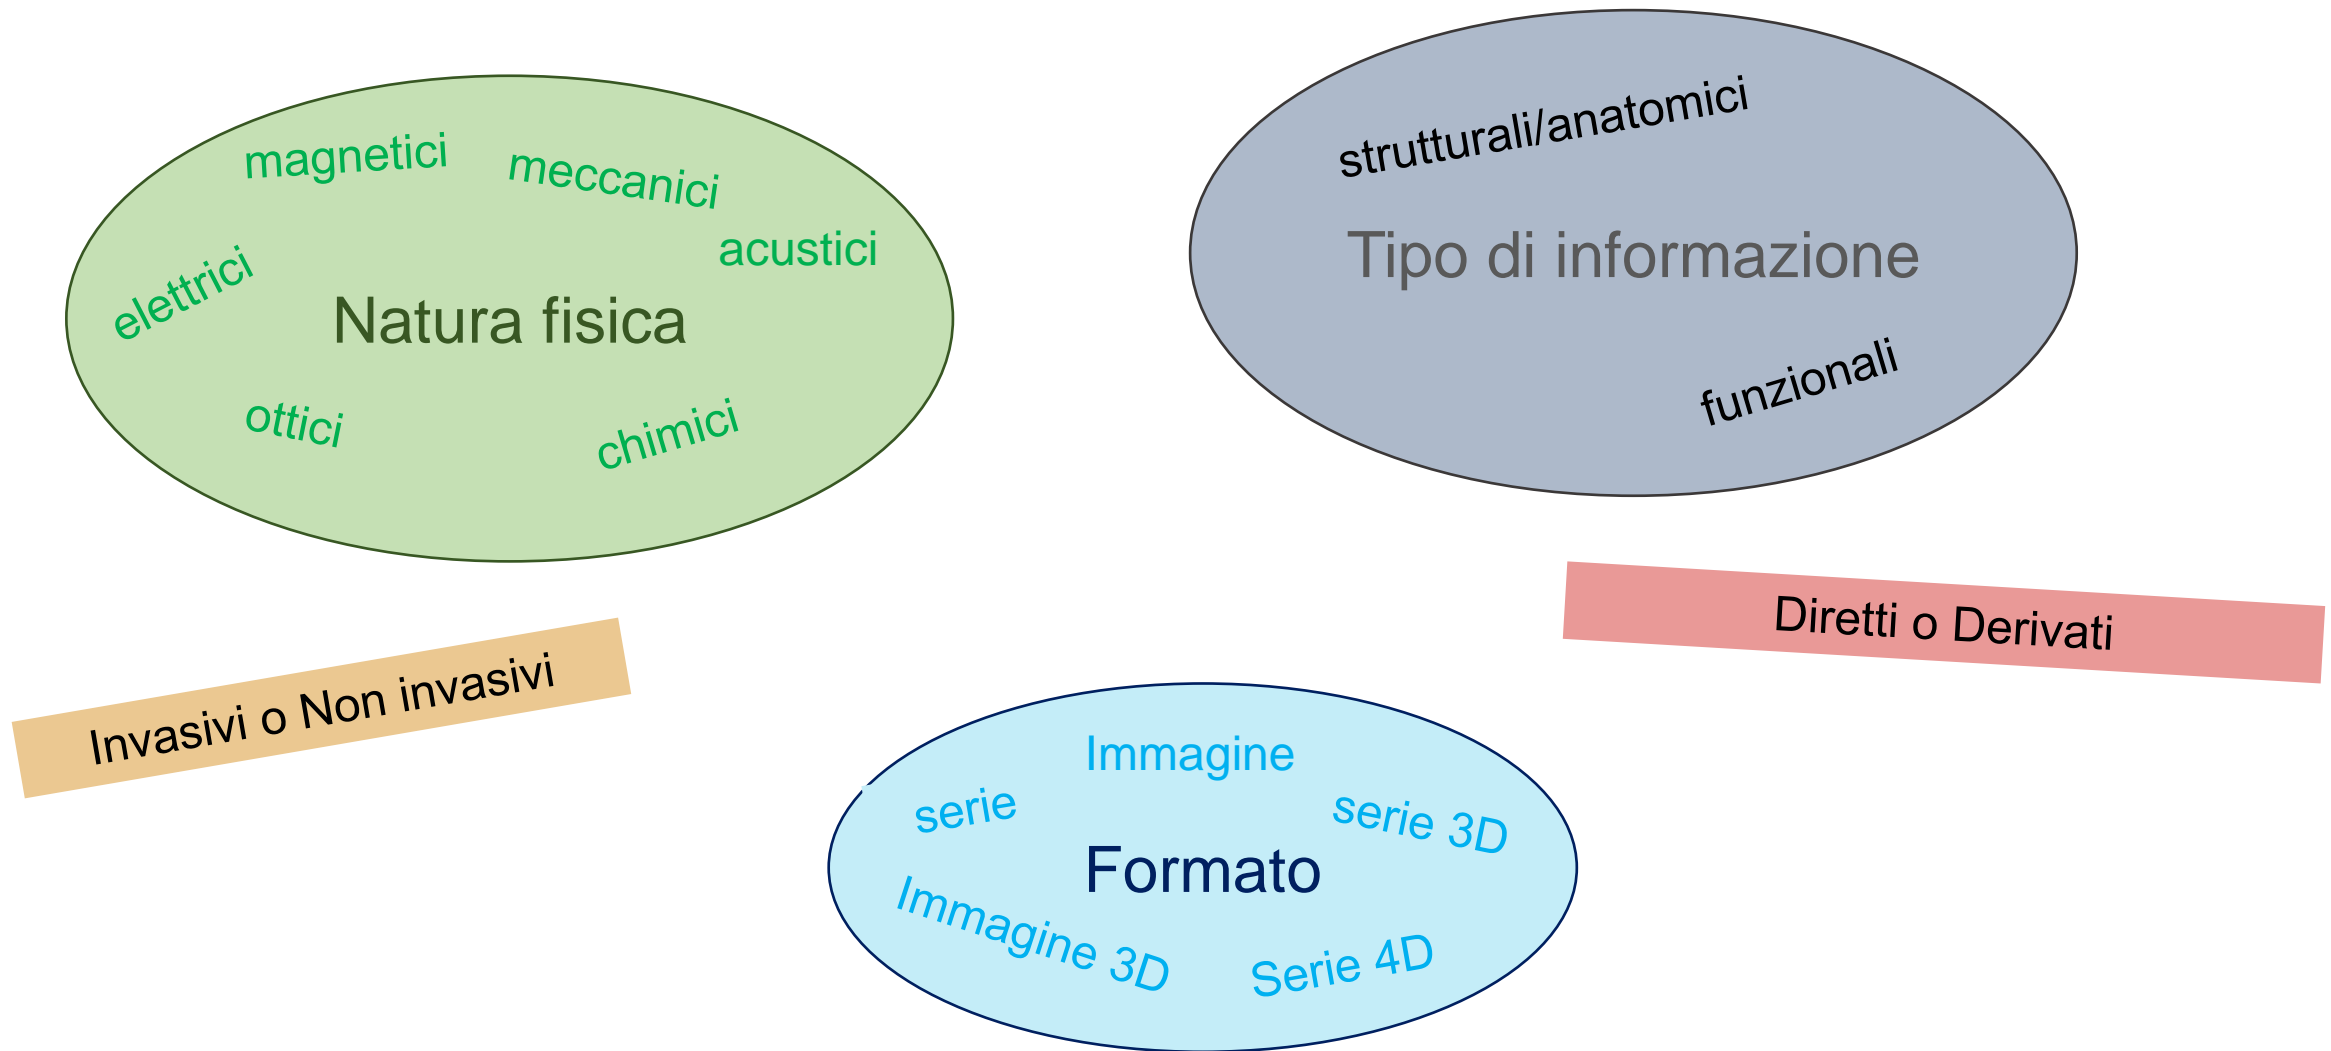 magnetici
meccanici
acustici
elettrici
Natura fisica
ottici
chimici
strutturali/anatomici
Tipo di informazione
funzionali
Invasivi o Non invasivi
Diretti o Derivati
Immagine
serie
serie 3D
Formato
Immagine 3D
Serie 4D